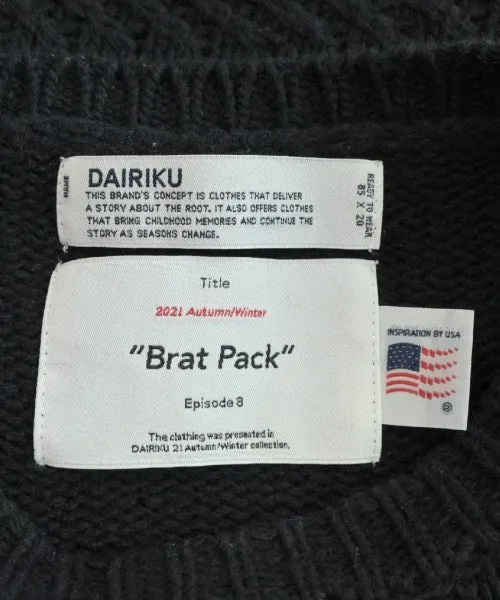 NAME
DAIRIKU
THIS BRAND'S CONCEPT IS CLOTHES THAT DELIVER
A STORY ABOUT THE ROOT. IT ALSO OFFERS CLOTHES
THAT BRING CHILDHOOD MEMORIES AND CONTINUE THE
STORY AS SEASONS CHANGE.
READY TO WEAR
85 X 20
Title
2021 Autumn/Winter
"Brat Pack"
Episode 8
The clothing was presented in
DAIRIKU 21 Autumn/Winter collection.
INSPIRATION BY USA